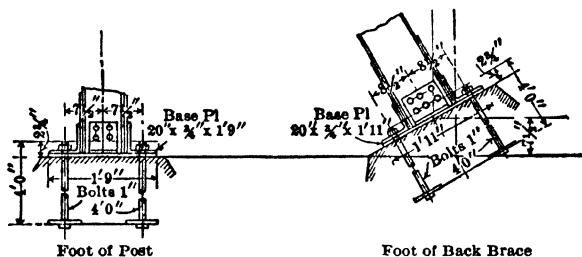 7½" 7½"
2¾"
4'0"
Base Pl
20"x ¾"x 1'9"
1'9"
Bolts 1"
4'0"
Foot of Post
8½" 8½"
2¾"
4'0"
7½"
Base Pl
20"x ¾"x 1'11"
1'11"
Bolts 1"
4'0"
Foot of Back Brace